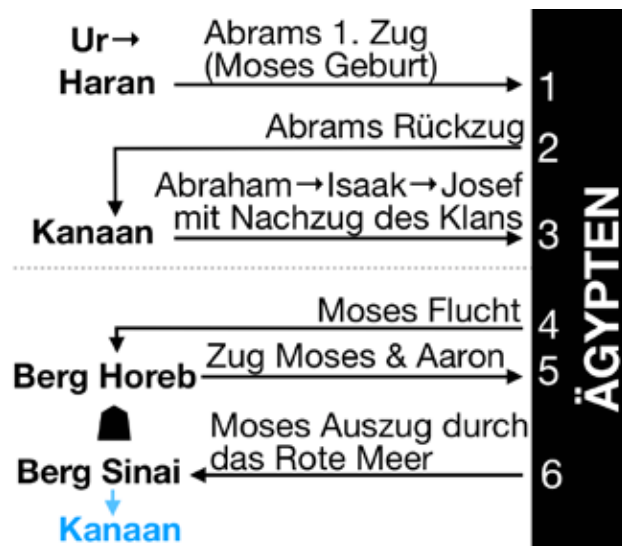 Ur→
Haran
Abrams 1. Zug
(Moses Geburt)
1
Abrams Rückzug
2
Abraham→Isaak→Josef
mit Nachzug des Klans
Kanaan
3
Moses Flucht
4
Berg Horeb
Zug Moses & Aaron
5
Moses Auszug durch
das Rote Meer
Berg Sinai
6
Kanaan
ÄGYPTEN